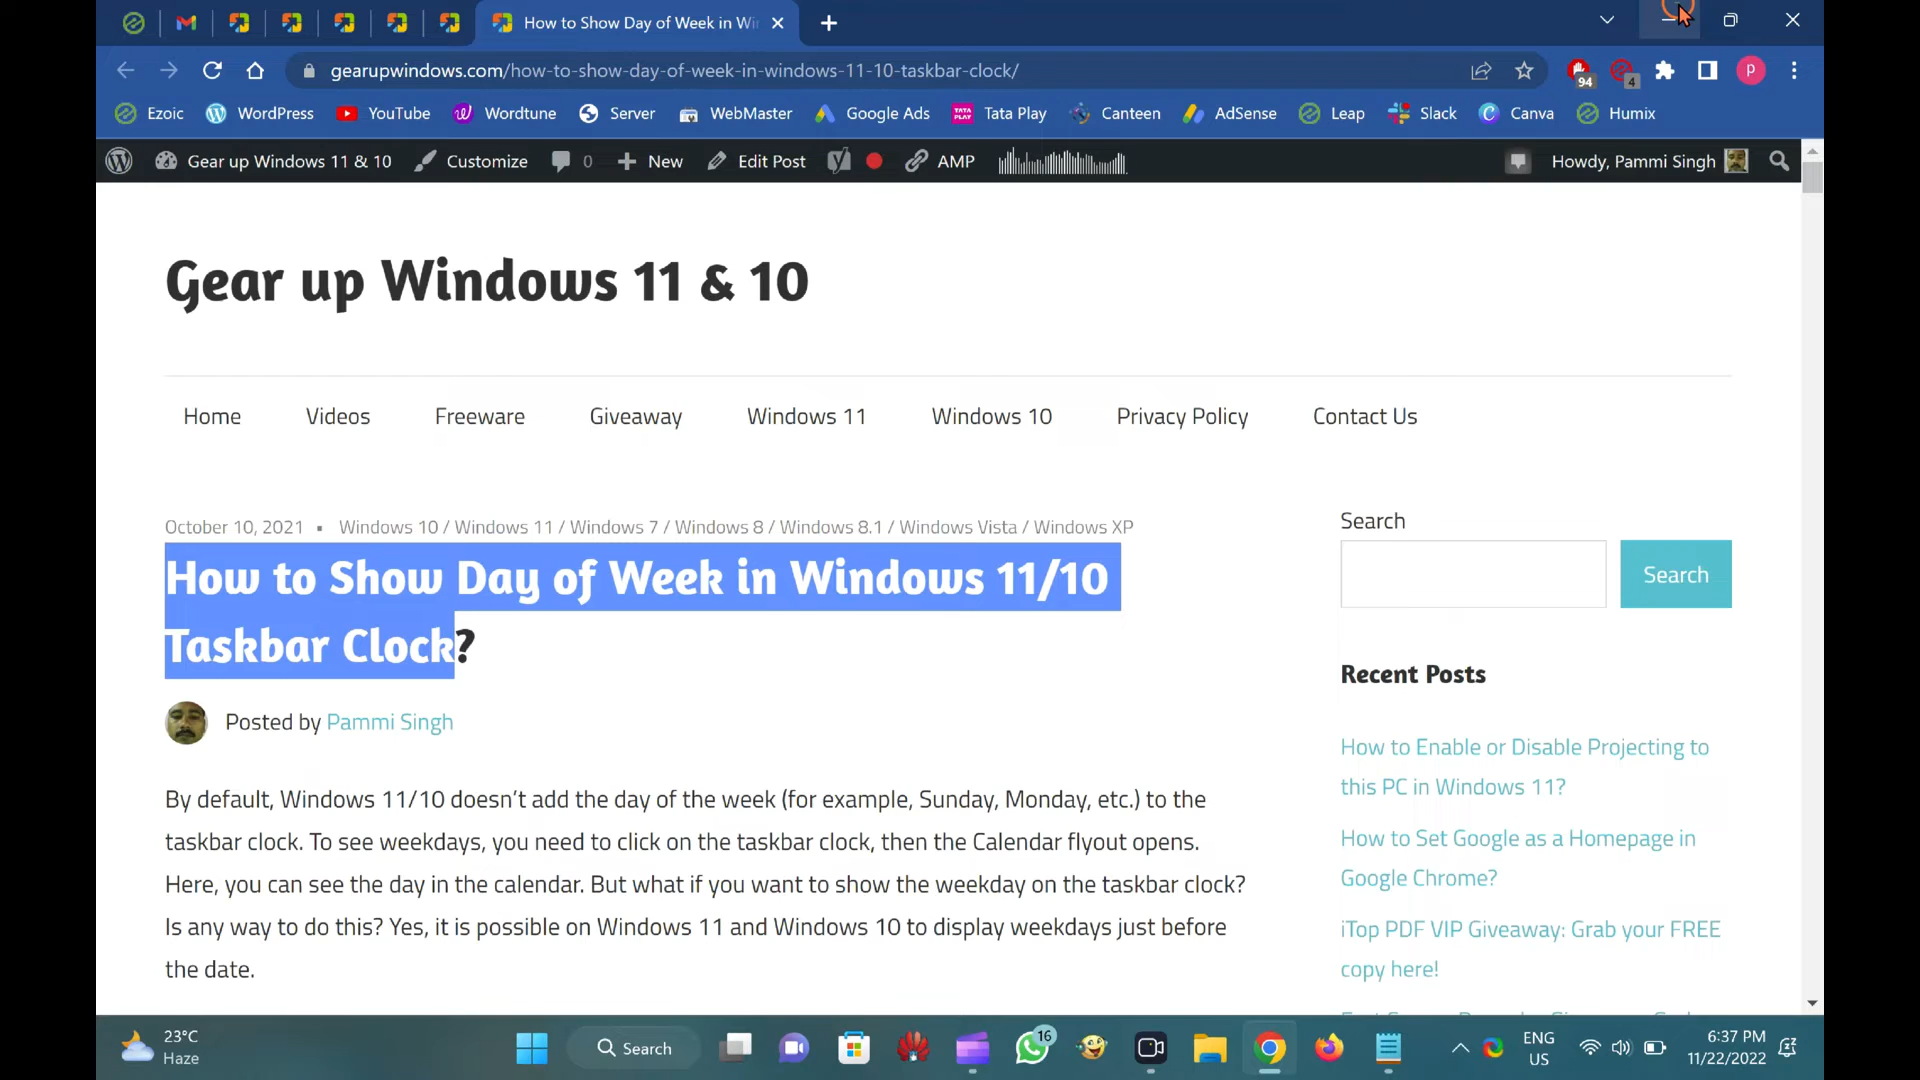 How to Show Day of Week in Wi
gearupwindows.com/how-to-show-day-of-week-in-windows-11-10-taskbar-clock/
94
4
P
Ezoic
WordPress
YouTube
Wordtune
Server
WebMaster
Google Ads
Tata Play
Canteen
AdSense
Leap
Slack
Canva
Humix
Gear up Windows 11 & 10
Customize
0
New
Edit Post
AMP
Howdy, Pammi Singh
Gear up Windows 11 & 10
Home
Videos
Freeware
Giveaway
Windows 11
Windows 10
Privacy Policy
Contact Us
October 10, 2021 ▪ Windows 10 / Windows 11 / Windows 7 / Windows 8 / Windows 8.1 / Windows Vista / Windows XP
How to Show Day of Week in Windows 11/10
Taskbar Clock?
Posted by Pammi Singh
By default, Windows 11/10 doesn't add the day of the week (for example, Sunday, Monday, etc.) to the
taskbar clock. To see weekdays, you need to click on the taskbar clock, then the Calendar flyout opens.
Here, you can see the day in the calendar. But what if you want to show the weekday on the taskbar clock?
Is any way to do this? Yes, it is possible on Windows 11 and Windows 10 to display weekdays just before
the date.
Search
Search
Recent Posts
How to Enable or Disable Projecting to
this PC in Windows 11?
How to Set Google as a Homepage in
Google Chrome?
iTop PDF VIP Giveaway: Grab your FREE
copy here!
23°C
Haze
Search
16
ENG
US
6:37 PM
11/22/2022